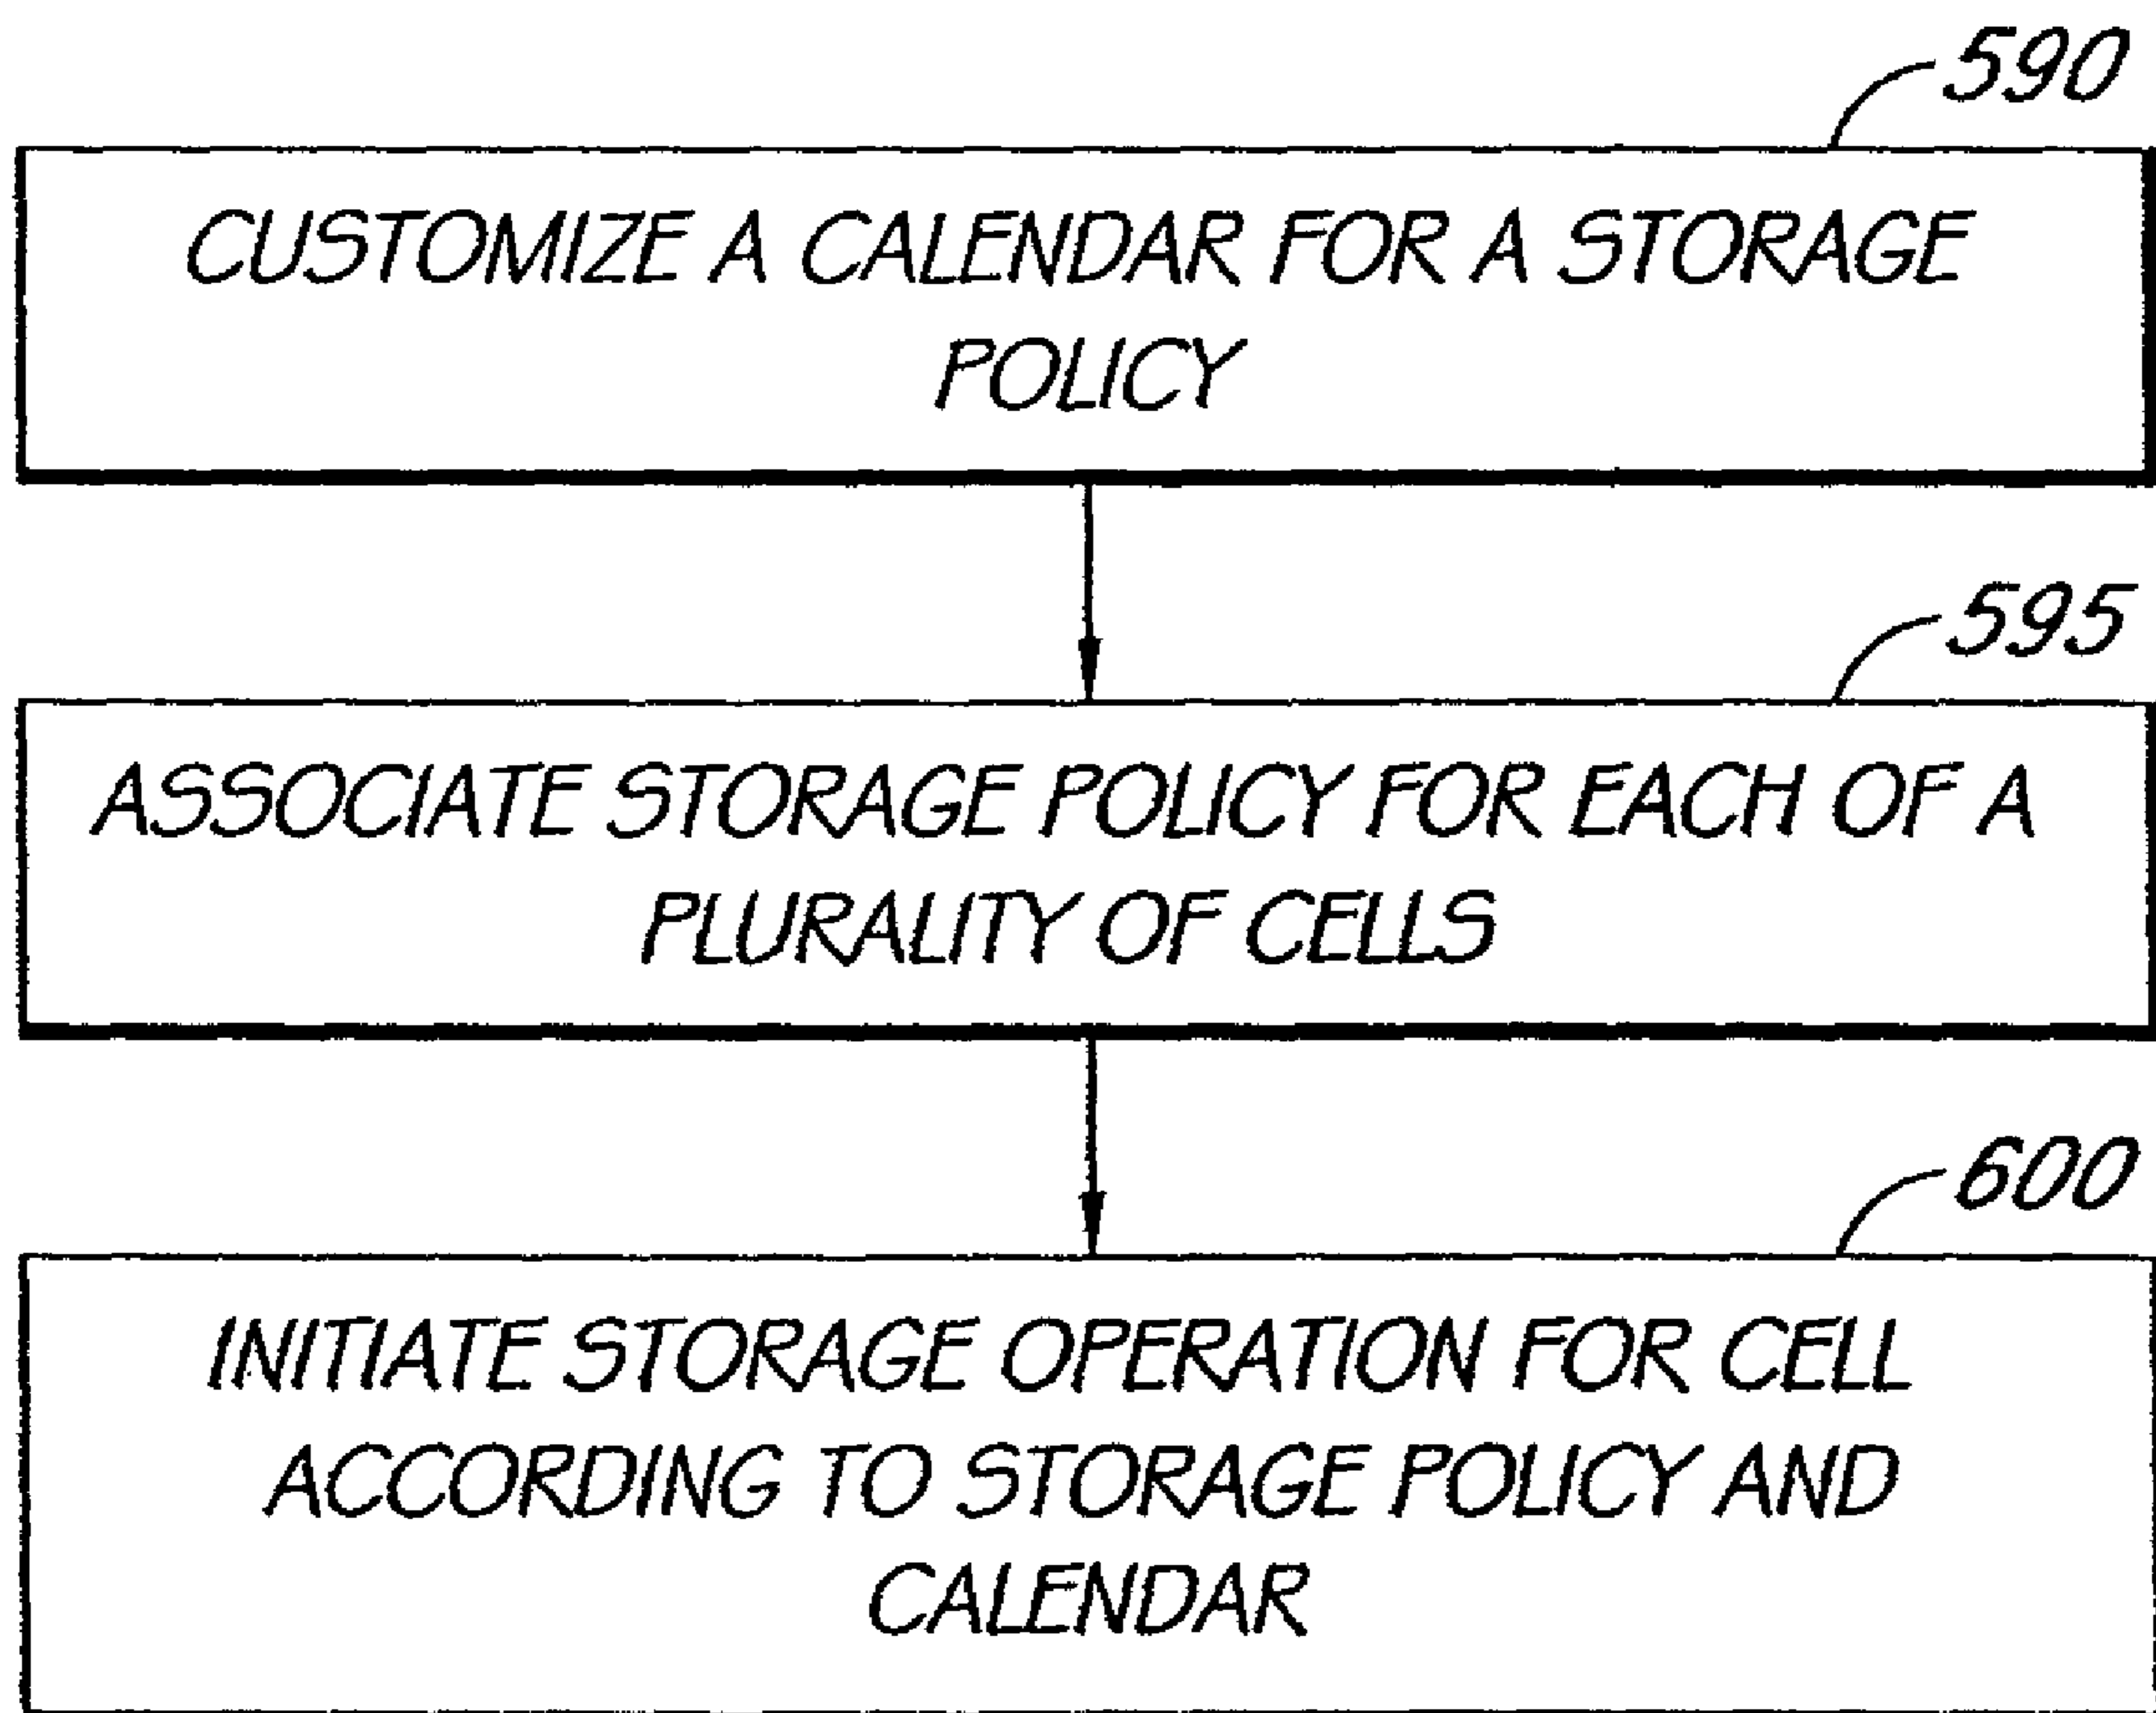 590
CUSTOMIZE A CALENDAR FOR A STORAGE
POLICY
595
ASSOCIATE STORAGE POLICY FOR EACH OF A
PLURALITY OF CELLS
600
INITIATE STORAGE OPERATION FOR CELL
ACCORDING TO STORAGE POLICY AND
CALENDAR